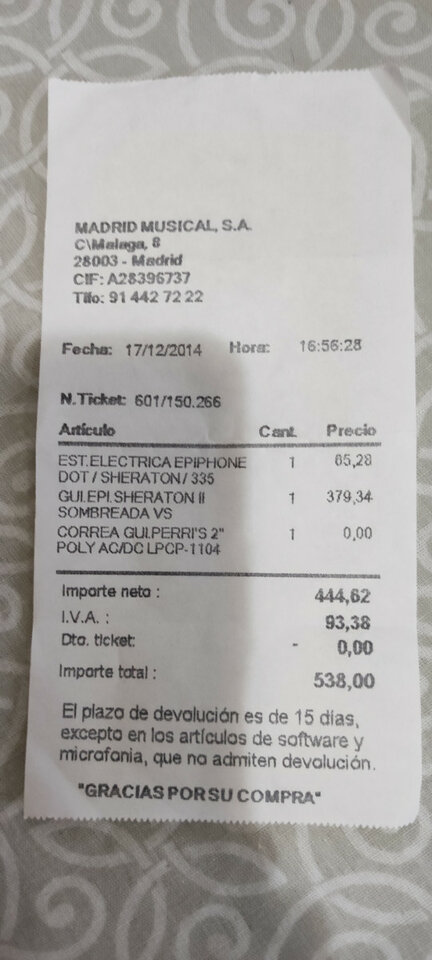 MADRID MUSICAL, S.A.
C\Malaga, 8
28003 - Madrid
CIF: A28396737
Tlfo: 91 442 72 22
Fecha: 17/12/2014 Hora: 16:56:28
N.Ticket: 601/150.266
Artículo Cant. Precio
EST.ELECTRICA EPIPHONE 1 65,28
DOT / SHERATON / 335
GUI.EPI.SHERATON II 1 379,34
SOMBREADA VS
CORREA GUI.PERRI'S 2" 1 0,00
POLY AC/DC LPCP-1104
Importe neto : 444,62
I.V.A. : 93,38
Dto. ticket: - 0,00
Importe total : 538,00
El plazo de devolución es de 15 días,
excepto en los artículos de software y
microfonia, que no admiten devolución.
"GRACIAS POR SU COMPRA"